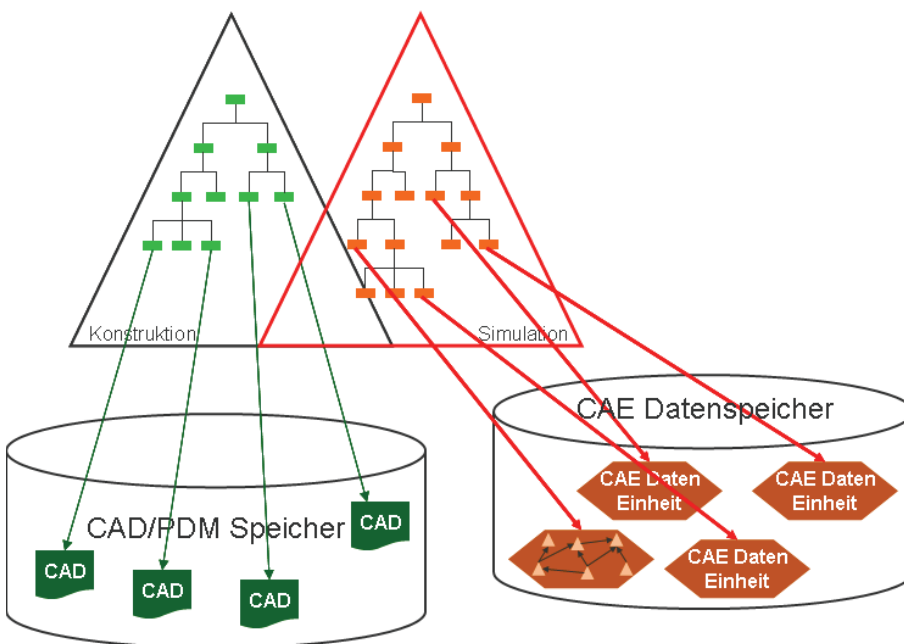 Konstruktion
Simulation
CAE Datenspeicher
CAE Daten
Einheit
CAE Daten
Einheit
CAD/PDM Speicher
CAD
CAD
CAD
CAD
CAE Daten
Einheit